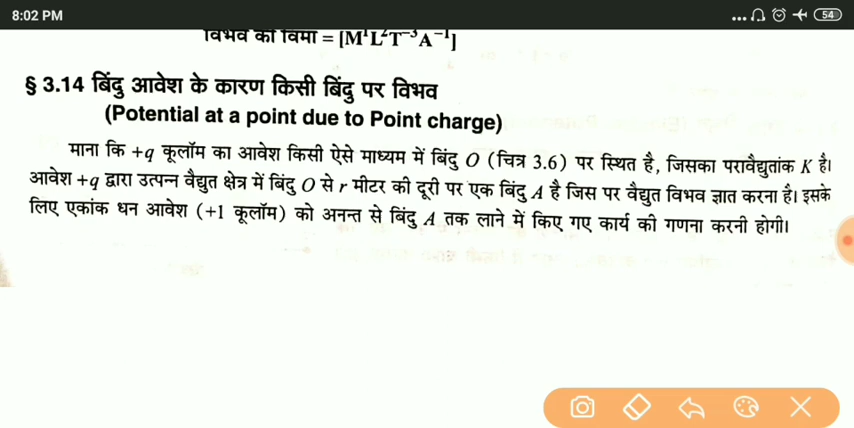 8:02 PM
54
विभव की विमा = [M¹L²T⁻³A⁻¹]
§ 3.14 बिंदु आवेश के कारण किसी बिंदु पर विभव
(Potential at a point due to Point charge)
माना कि +q कूलॉम का आवेश किसी ऐसे माध्यम में बिंदु O (चित्र 3.6) पर स्थित है, जिसका परावैद्युतांक K है।
आवेश +q द्वारा उत्पन्न वैद्युत क्षेत्र में बिंदु O से r मीटर की दूरी पर एक बिंदु A है जिस पर वैद्युत विभव ज्ञात करना है। इसके
लिए एकांक धन आवेश (+1 कूलॉम) को अनन्त से बिंदु A तक लाने में किए गए कार्य की गणना करनी होगी।